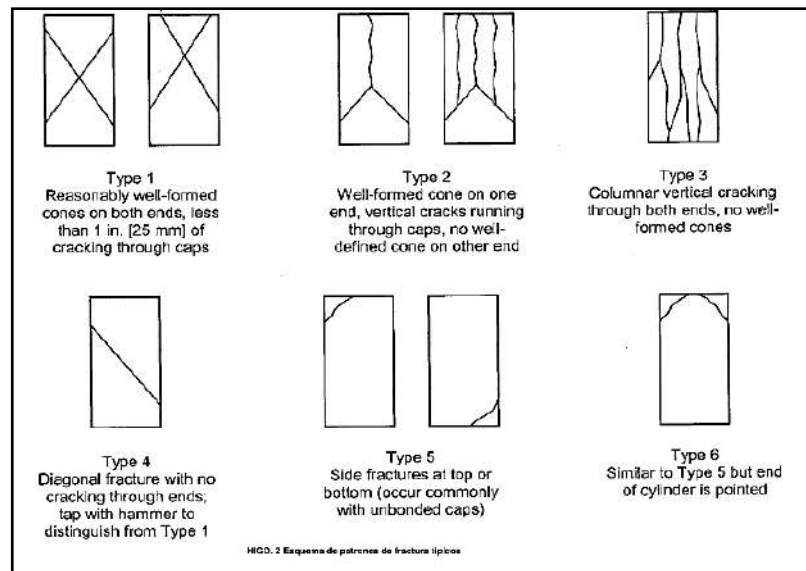 Type 1
Reasonably well-formed
cones on both ends, less
than 1 in. [25 mm] of
cracking through caps
Type 2
Well-formed cone on one
end, vertical cracks running
through caps, no well-
defined cone on other end
Type 3
Columnar vertical cracking
through both ends, no well-
formed cones
Type 4
Diagonal fracture with no
cracking through ends;
tap with hammer to
distinguish from Type 1
Type 5
Side fractures at top or
bottom (occur commonly
with unbonded caps)
Type 6
Similar to Type 5 but end
of cylinder is pointed
HIGO. 2 Esquema de patrones de fractura típicos